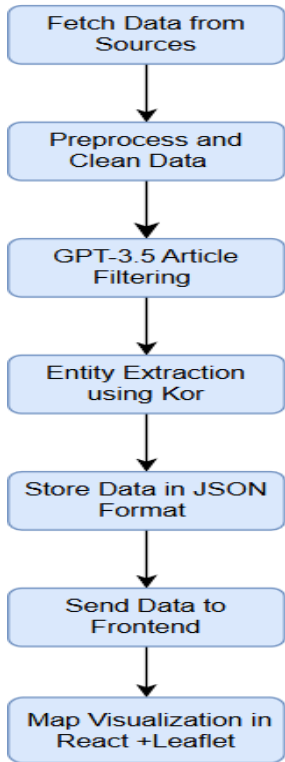 Fetch Data from
Sources
Preprocess and
Clean Data
GPT-3.5 Article
Filtering
Entity Extraction
using Kor
Store Data in JSON
Format
Send Data to
Frontend
Map Visualization in
React +Leaflet